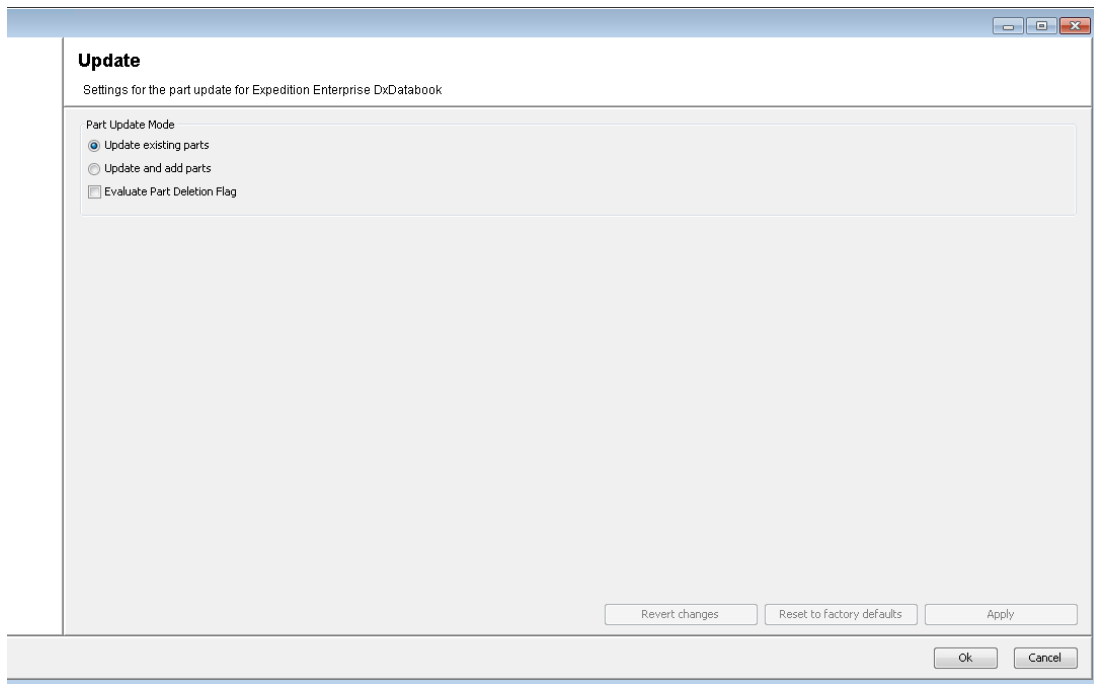 Update
Settings for the part update for Expedition Enterprise DxDatabook
Part Update Mode
Update existing parts
Update and add parts
Evaluate Part Deletion Flag
Revert changes
Reset to factory defaults
Apply
Ok
Cancel